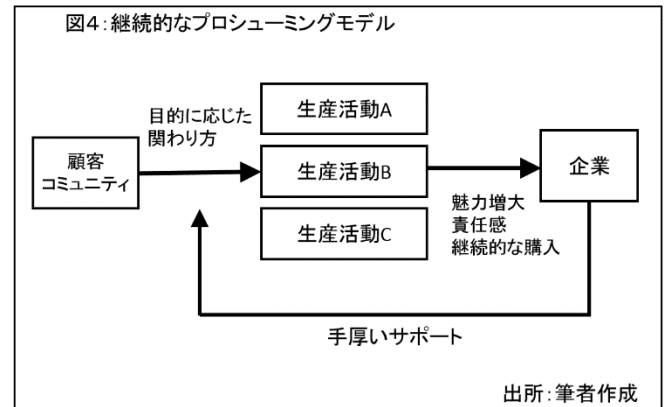 図4:継続的なプロシューミングモデル
目的に応じた
関わり方
顧客
コミュニティ
生産活動A
生産活動B
生産活動C
企業
魅力増大
責任感
継続的な購入
手厚いサポート
出所:筆者作成